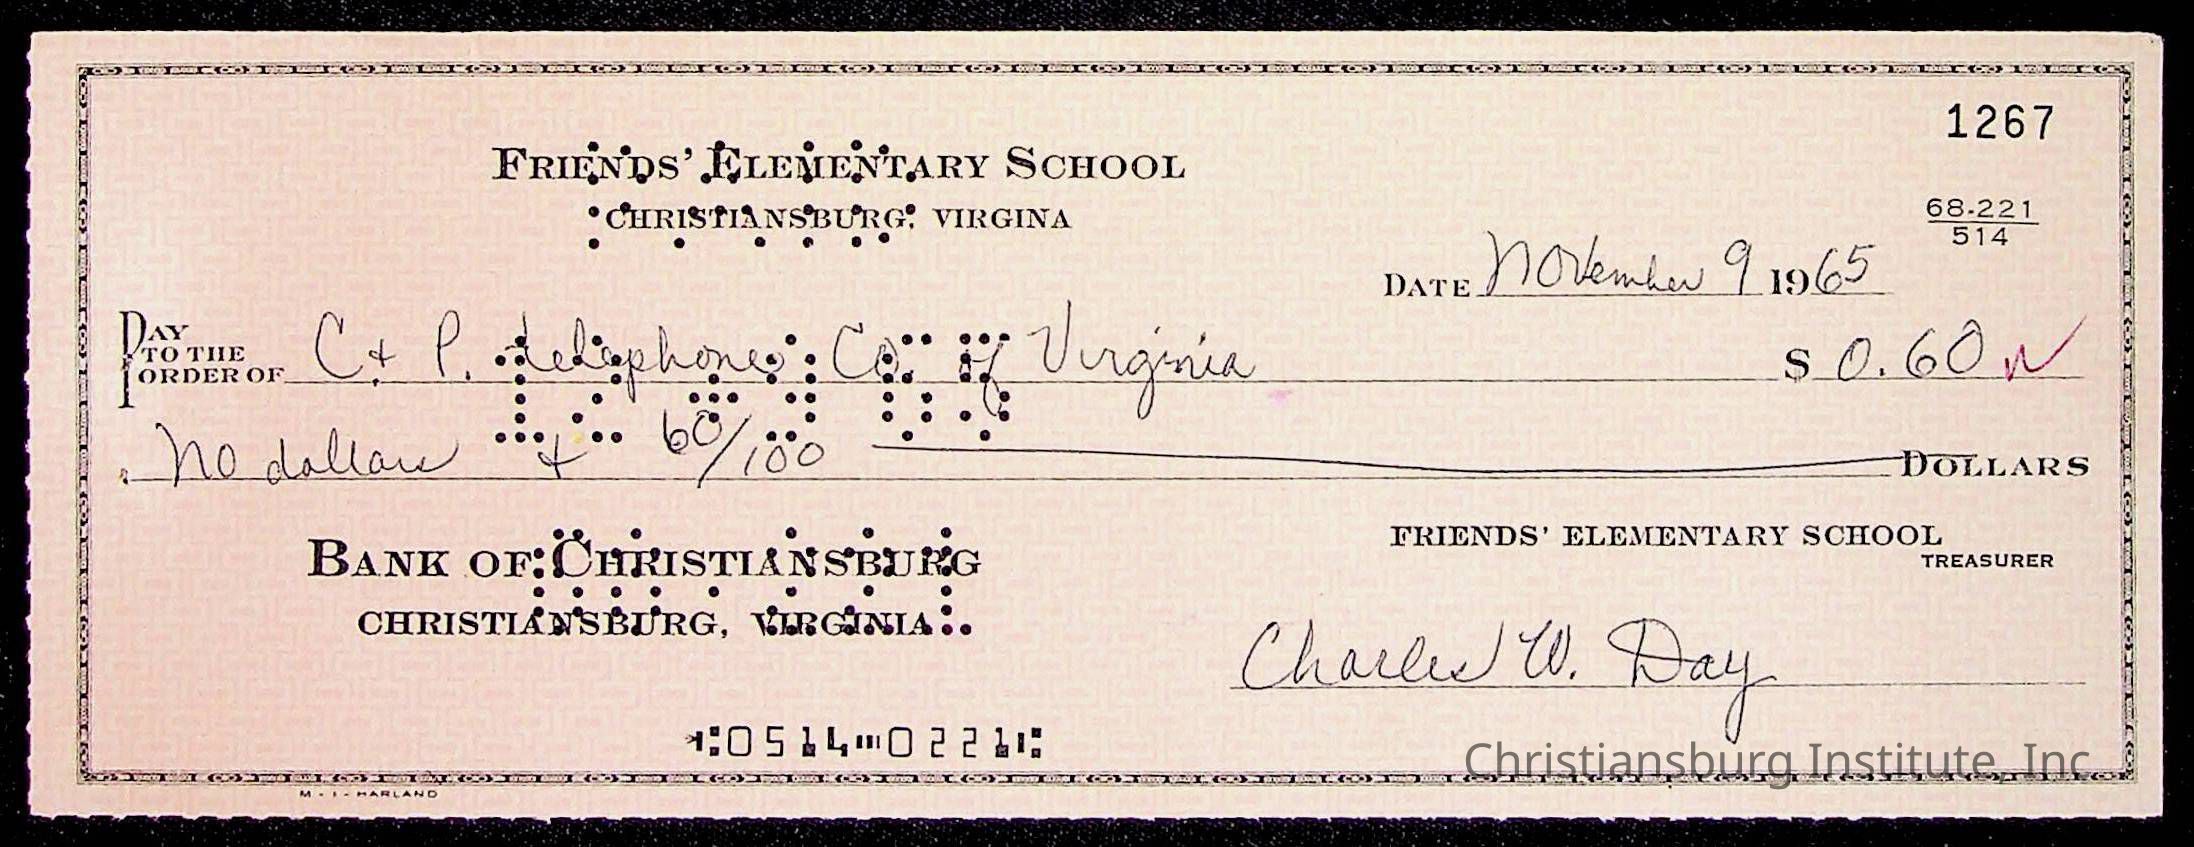 1267
FRIENDS' ELEMENTARY SCHOOL
CHRISTIANSBURG, VIRGINA
68-221
514
DATE November 9 1965
PAY TO THE ORDER OF C + P. telephone Co. of Virginia $ 0.60
no dollars + 60/100 DOLLARS
BANK OF CHRISTIANSBURG
CHRISTIANSBURG, VIRGINIA
FRIENDS' ELEMENTARY SCHOOL
TREASURER
Charles W. Day
⑆0514⑉0221⑆
Christiansburg Institute, Inc
M-I-HARLAND